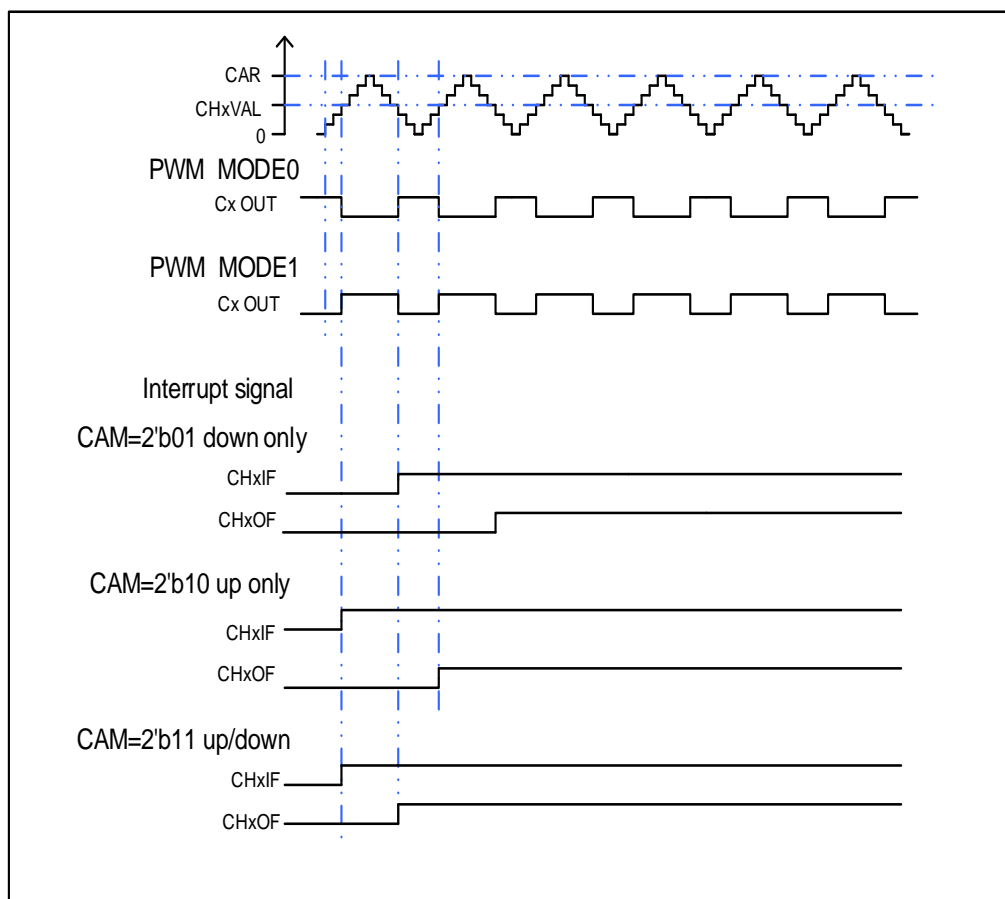 CAR
CHxVAL
0
PWM MODE0
Cx OUT
PWM MODE1
Cx OUT
Interrupt signal
CAM=2'b01 down only
CHxIF
CHxOF
CAM=2'b10 up only
CHxIF
CHxOF
CAM=2'b11 up/down
CHxIF
CHxOF